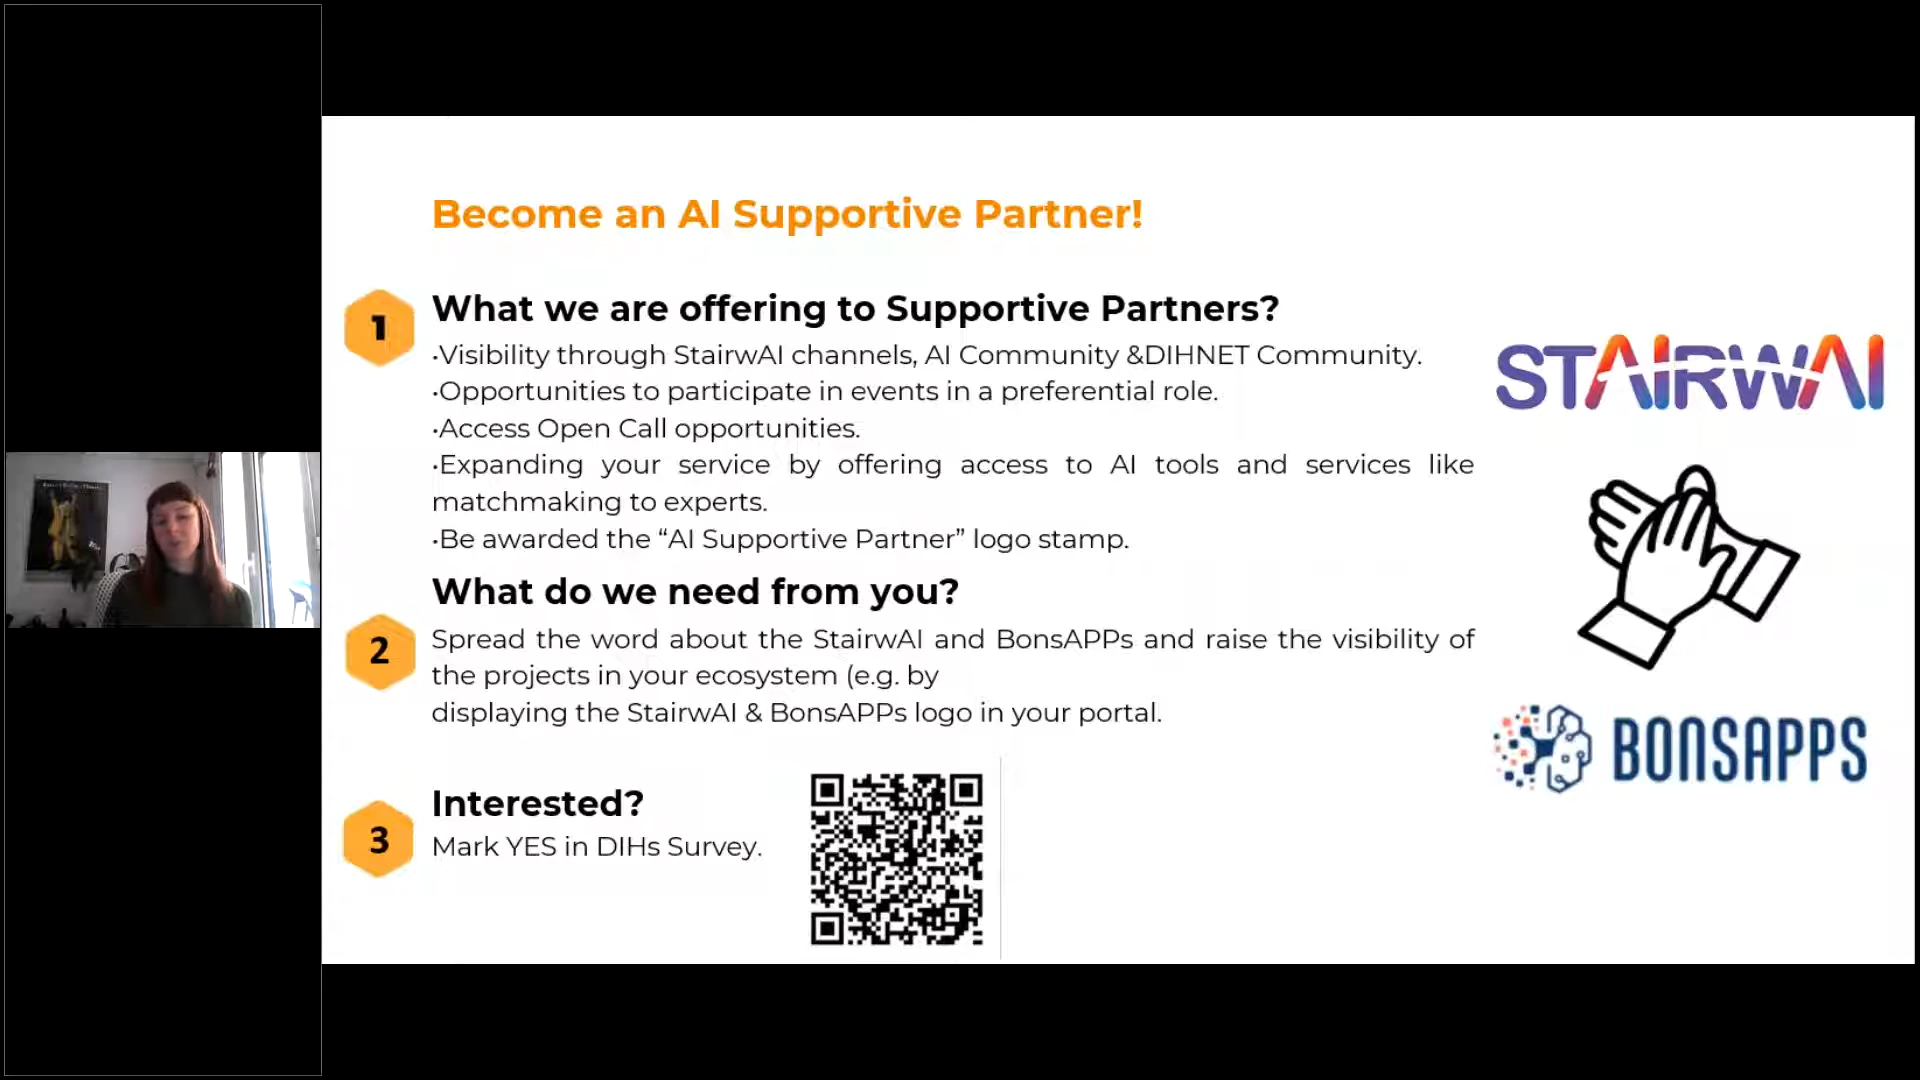 Become an AI Supportive Partner!
1
What we are offering to Supportive Partners?
•Visibility through StairwAI channels, AI Community &DIHNET Community.
•Opportunities to participate in events in a preferential role.
•Access Open Call opportunities.
•Expanding your service by offering access to AI tools and services like
matchmaking to experts.
•Be awarded the “AI Supportive Partner” logo stamp.
What do we need from you?
2
Spread the word about the StairwAI and BonsAPPs and raise the visibility of
the projects in your ecosystem (e.g. by
displaying the StairwAI & BonsAPPs logo in your portal.
3
Interested?
Mark YES in DIHs Survey.
STAIRWAI
BONSAPPS